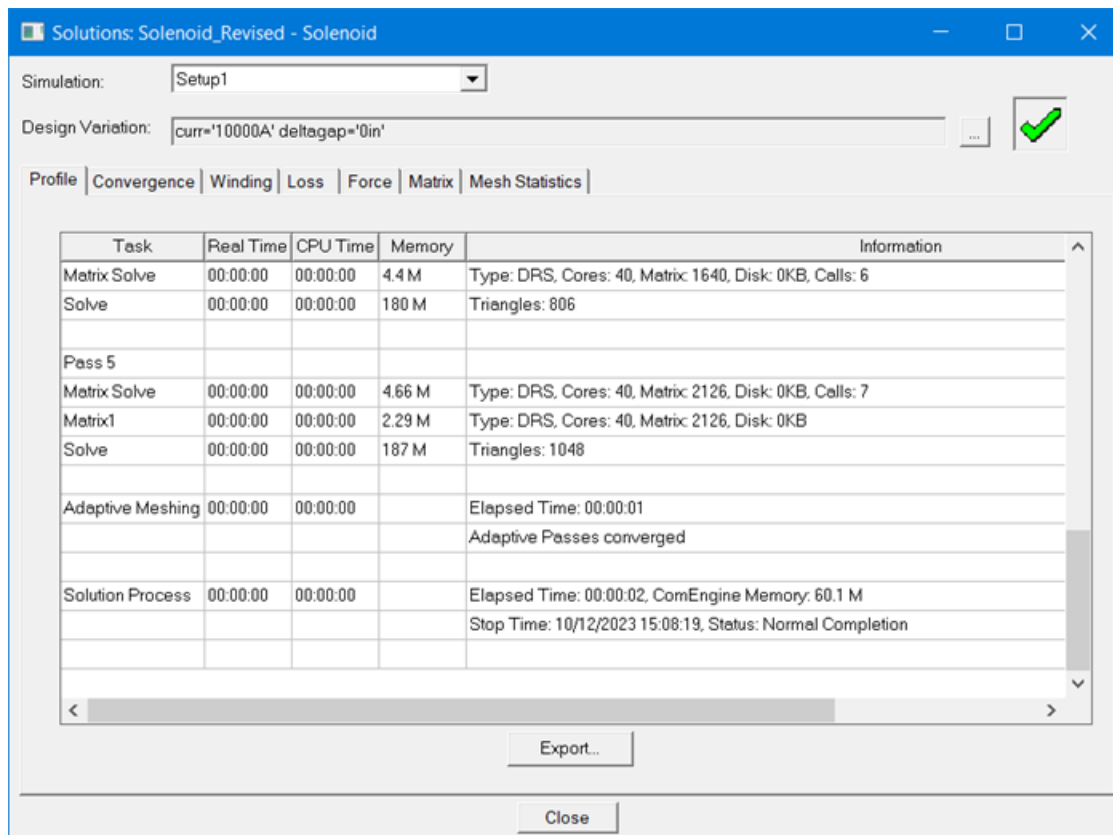 Solutions: Solenoid_Revised - Solenoid
Simulation: Setup1
Design Variation: curr='10000A' deltagap='0in' ...
Profile Convergence Winding Loss Force Matrix Mesh Statistics
Task Real Time CPU Time Memory Information
Matrix Solve 00:00:00 00:00:00 4.4 M Type: DRS, Cores: 40, Matrix: 1640, Disk: 0KB, Calls: 6
Solve 00:00:00 00:00:00 180 M Triangles: 806
Pass 5
Matrix Solve 00:00:00 00:00:00 4.66 M Type: DRS, Cores: 40, Matrix: 2126, Disk: 0KB, Calls: 7
Matrix1 00:00:00 00:00:00 2.29 M Type: DRS, Cores: 40, Matrix: 2126, Disk: 0KB
Solve 00:00:00 00:00:00 187 M Triangles: 1048
Adaptive Meshing 00:00:00 00:00:00 Elapsed Time: 00:00:01
Adaptive Passes converged
Solution Process 00:00:00 00:00:00 Elapsed Time: 00:00:02, ComEngine Memory: 60.1 M
Stop Time: 10/12/2023 15:08:19, Status: Normal Completion
Export...
Close